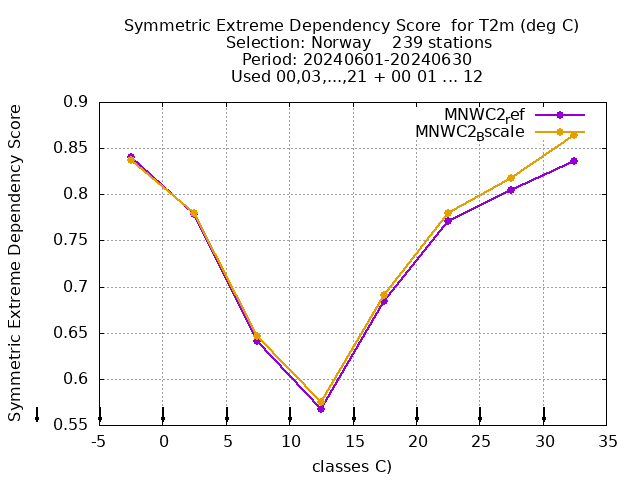 Symmetric Extreme Dependency Score  for T2m (deg C)
Selection: Norway    239 stations
Period: 20240601-20240630
Used 00,03,...,21 + 00 01 ... 12
Symmetric Extreme Dependency Score
MNWC2ref
MNWC2Bscale
0.9
0.85
0.8
0.75
0.7
0.65
0.6
0.55
-5 0 5 10 15 20 25 30 35
classes C)